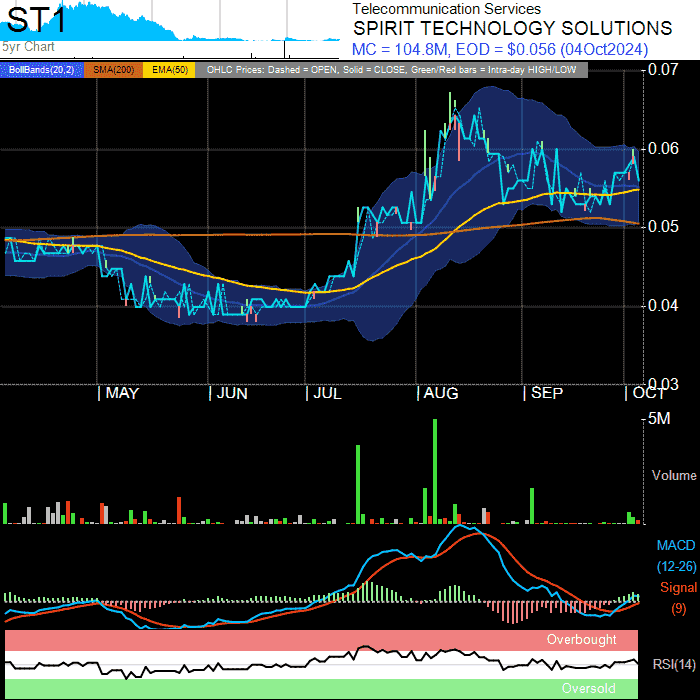 ST1
5yr Chart
Telecommunication Services
SPIRIT TECHNOLOGY SOLUTIONS
MC = 104.8M, EOD = $0.056 (04Oct2024)
BollBands(20,2) SMA(200) EMA(50) OHLC Prices: Dashed = OPEN, Solid = CLOSE, Green/Red bars = Intra-day HIGH/LOW
0.07
0.06
0.05
0.04
0.03
MAY JUN JUL AUG SEP OCT
5M
Volume
MACD
(12-26)
Signal
(9)
Overbought
RSI(14)
Oversold